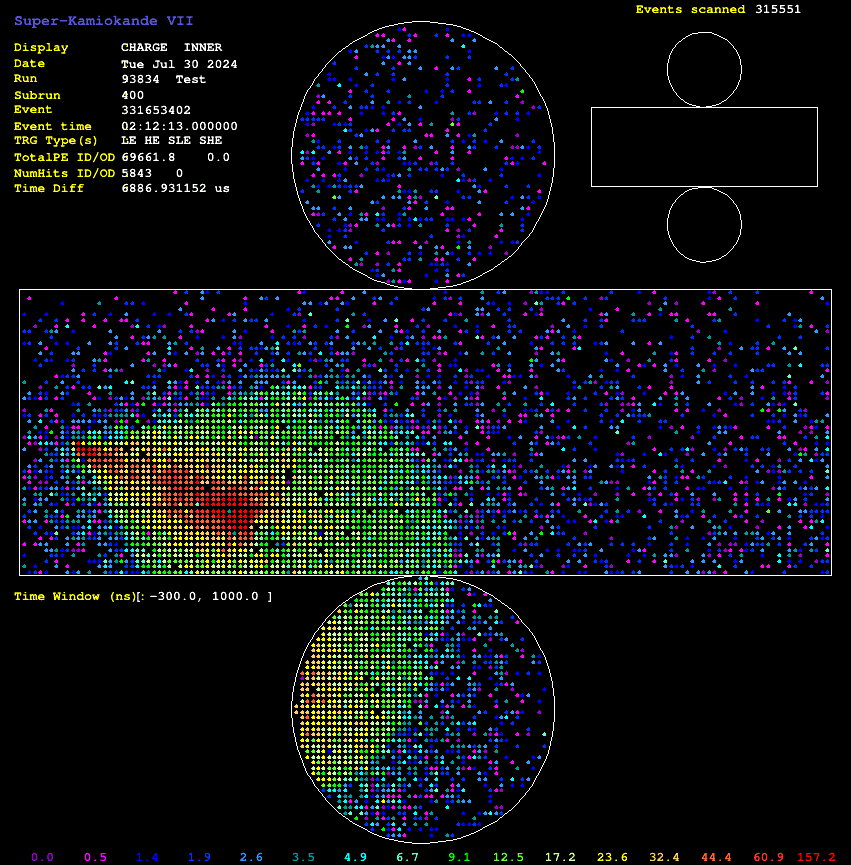 Super-Kamiokande VII
Events scanned 315551
Display CHARGE INNER
Date Tue Jul 30 2024
Run 93834 Test
Subrun 400
Event 331653402
Event time 02:12:13.000000
TRG Type(s) LE HE SLE SHE
TotalPE ID/OD 69661.8 0.0
NumHits ID/OD 5843 0
Time Diff 6886.931152 us
Time Window (ns)[: −300.0, 1000.0 ]
0.0 0.5 1.4 1.9 2.6 3.5 4.9 6.7 9.1 12.5 17.2 23.6 32.4 44.4 60.9 157.2